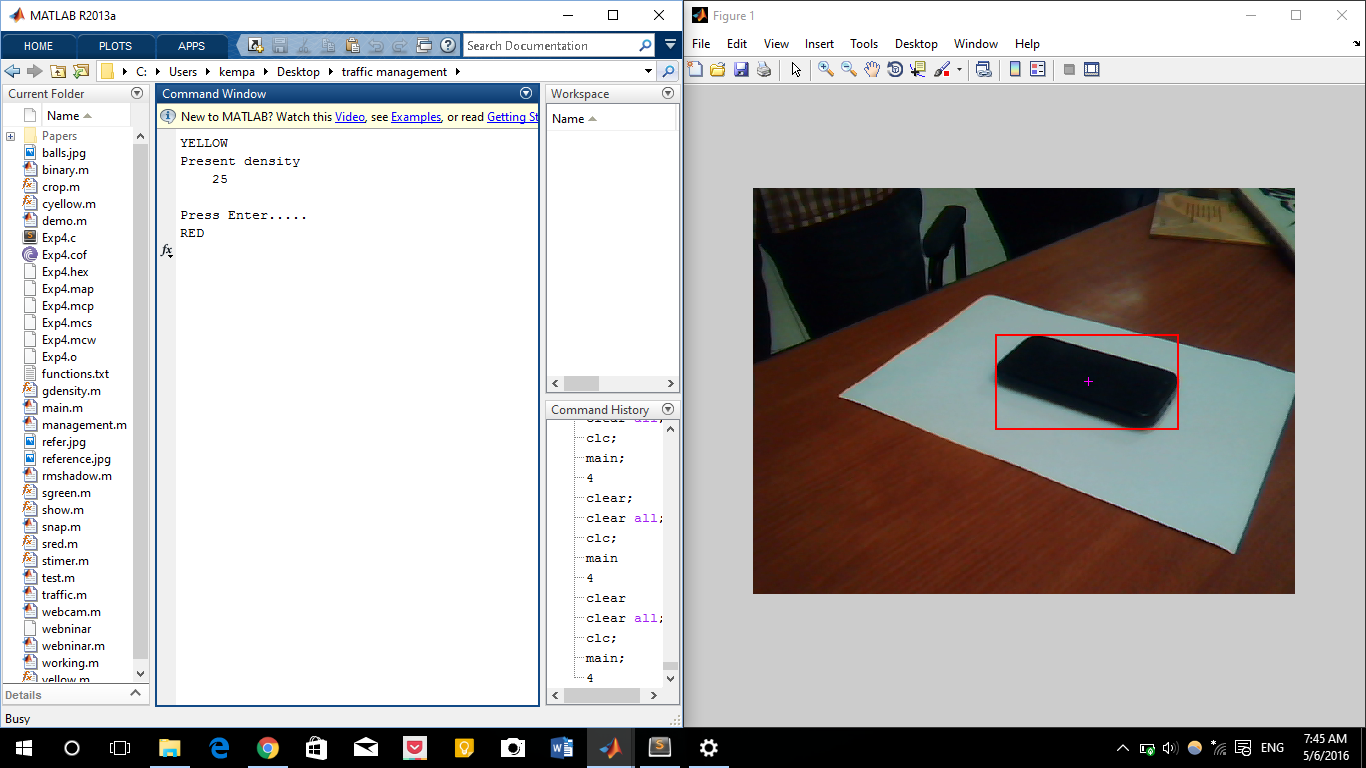 MATLAB R2013a
HOME PLOTS APPS
Search Documentation
C: Users kempa Desktop traffic management
Current Folder
Name
Papers
balls.jpg
binary.m
crop.m
cyellow.m
demo.m
Exp4.c
Exp4.cof
Exp4.hex
Exp4.map
Exp4.mcp
Exp4.mcs
Exp4.mcw
Exp4.o
functions.txt
gdensity.m
main.m
management.m
refer.jpg
reference.jpg
rmshadow.m
sgreen.m
show.m
snap.m
sred.m
stimer.m
test.m
traffic.m
webcam.m
webninar
webninar.m
working.m
yellow.m
Details
Busy
Command Window
New to MATLAB? Watch this Video, see Examples, or read Getting St
YELLOW
Present density
25
Press Enter.....
RED
fx
Workspace
Name
Command History
clear all;
clc;
main;
4
clear;
clear all;
clc;
main
4
clear
clear all;
clc;
main;
4
Figure 1
File Edit View Insert Tools Desktop Window Help
ENG
7:45 AM
5/6/2016